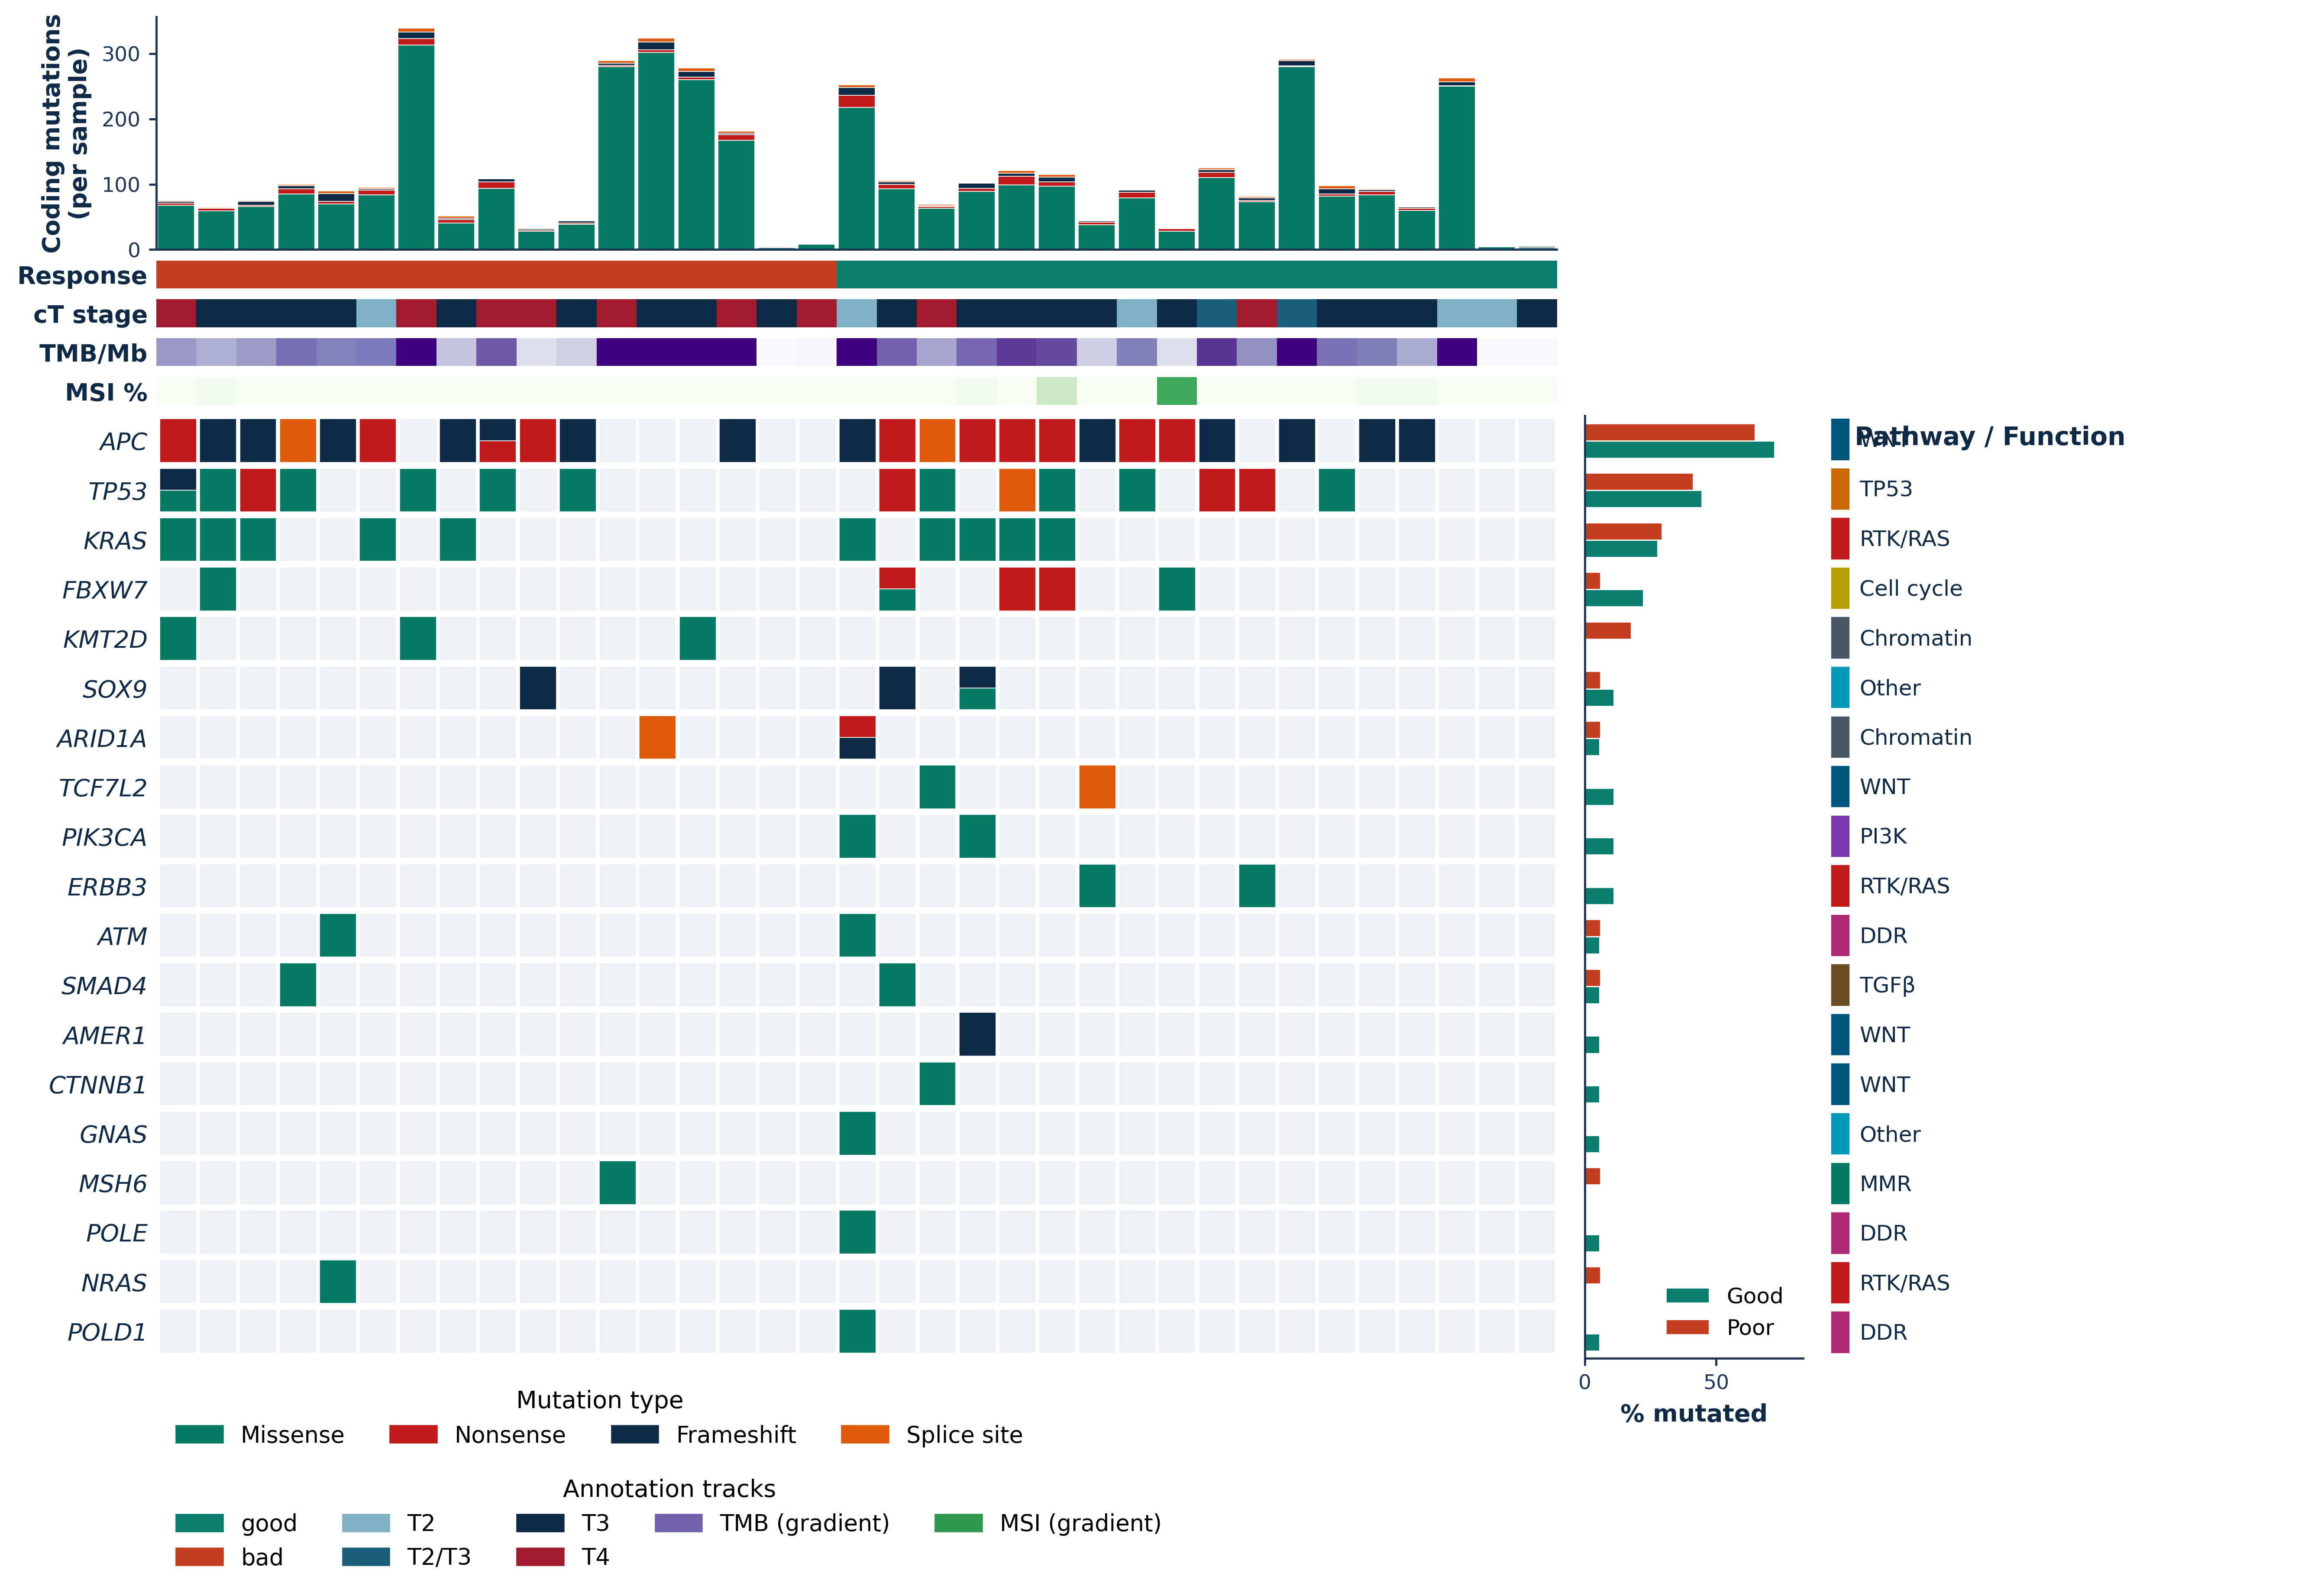 Coding mutations
(per sample)
300
200
100
0
Response
cT stage
TMB/Mb
MSI %
APC
TP53
KRAS
FBXW7
KMT2D
SOX9
ARID1A
TCF7L2
PIK3CA
ERBB3
ATM
SMAD4
AMER1
CTNNB1
GNAS
MSH6
POLE
NRAS
POLD1
Good
Poor
0 50
% mutated
Pathway / Function
WNT
TP53
RTK/RAS
Cell cycle
Chromatin
Other
Chromatin
WNT
PI3K
RTK/RAS
DDR
TGFβ
WNT
WNT
Other
MMR
DDR
RTK/RAS
DDR
Mutation type
Missense Nonsense Frameshift Splice site
Annotation tracks
good T2 T3 TMB (gradient) MSI (gradient)
bad T2/T3 T4